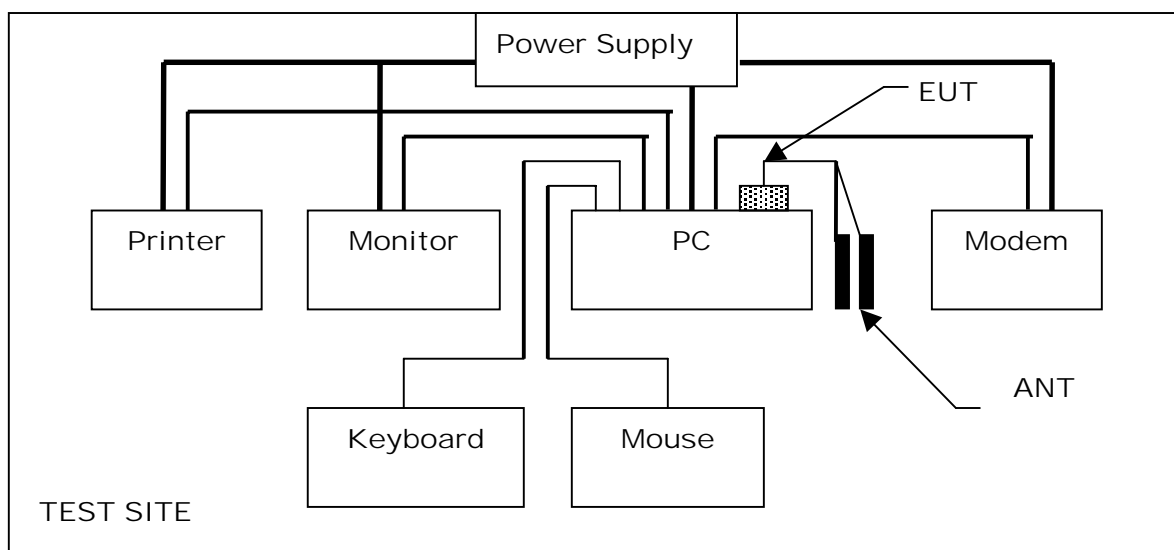 Power Supply
EUT
Printer
Monitor
PC
Modem
ANT
Keyboard
Mouse
TEST SITE